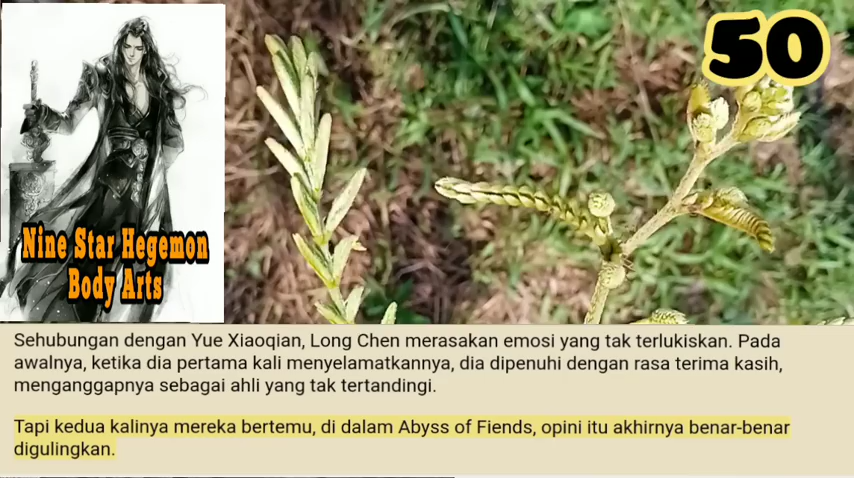 50
Nine Star Hegemon
Body Arts
Sehubungan dengan Yue Xiaoqian, Long Chen merasakan emosi yang tak terlukiskan. Pada
awalnya, ketika dia pertama kali menyelamatkannya, dia dipenuhi dengan rasa terima kasih,
menganggapnya sebagai ahli yang tak tertandingi.
Tapi kedua kalinya mereka bertemu, di dalam Abyss of Fiends, opini itu akhirnya benar-benar
digulingkan.